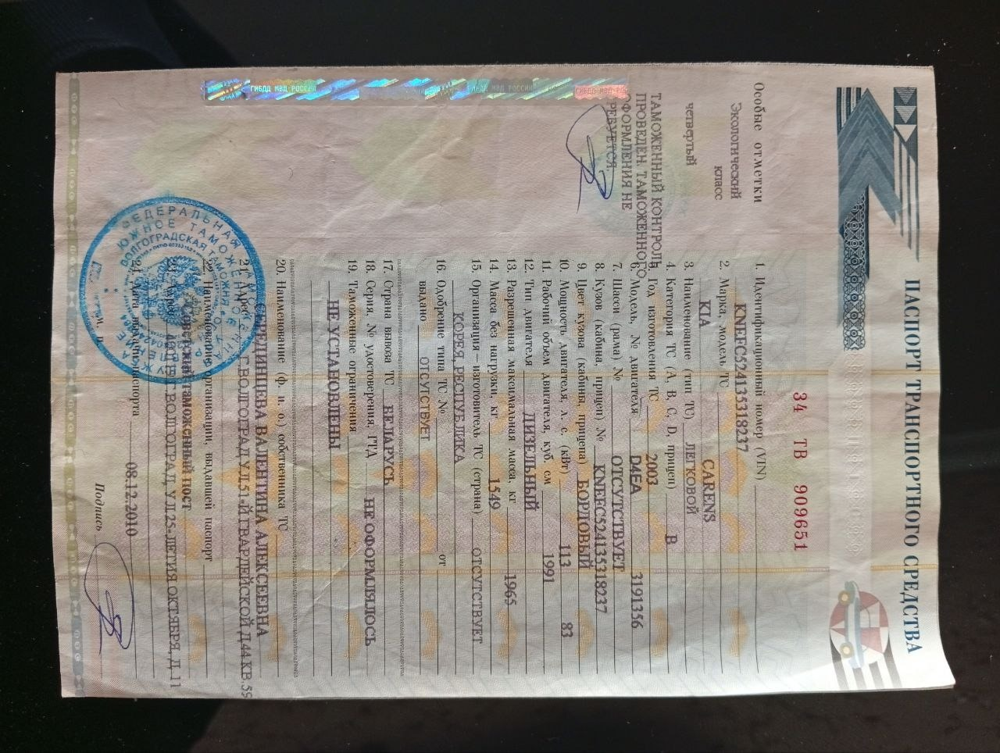 ПАСПОРТ ТРАНСПОРТНОГО СРЕДСТВА
34 ТВ 909651
Особые отметки
Экологический
класс
четвертый
ТАМОЖЕННЫЙ КОНТРОЛЬ
ПРОВЕДЕН. ТАМОЖЕННОГО
ОФОРМЛЕНИЯ НЕ
ТРЕБУЕТСЯ
ГИБДД МВД РОССИИ
1. Идентификационный номер (VIN)
KNEFC524135318237
2. Марка, модель ТС CARENS
KIA
3. Наименование (тип ТС) ЛЕГКОВОЙ
4. Категория ТС (А, В, С, D, прицеп) B
5. Год изготовления ТС 2003
6. Модель, № двигателя D4EA 3191356
7. Шасси (рама) № ОТСУТСТВУЕТ
8. Кузов (кабина, прицеп) № KNEFC524135318237
9. Цвет кузова (кабины, прицепа) БОРДОВЫЙ
10. Мощность двигателя, л. с. (кВт) 113 83
11. Рабочий объем двигателя, куб. см 1991
12. Тип двигателя ДИЗЕЛЬНЫЙ
13. Разрешенная максимальная масса, кг 1965
14. Масса без нагрузки, кг 1549
15. Организация—изготовитель ТС (страна) ОТСУТСТВУЕТ
КОРЕЯ, РЕСПУБЛИКА
16. Одобрение типа ТС № от
выдано ОТСУТСТВУЕТ
17. Страна вывоза ТС БЕЛАРУСЬ
18. Серия, № удостоверения, ГТД НЕ ОФОРМЛЯЛОСЬ
19. Таможенные ограничения
НЕ УСТАНОВЛЕНЫ
20. Наименование (ф. и. о.) собственника ТС
СЕРЕДИНЦЕВА ВАЛЕНТИНА АЛЕКСЕЕВНА
21. Адрес Г.ВОЛГОГРАД УЛ.51-Й ГВАРДЕЙСКОЙ Д44 КВ.59
22. Наименование организации, выдавшей паспорт
Советский таможенный пост
23. Адрес ВОЛГОГРАД, УЛ.25-ЛЕТИЯ ОКТЯБРЯ, Д.11
24. Дата выдачи паспорта 08.12.2010
М. п.
Подпись
ФЕДЕРАЛЬНАЯ ТАМОЖЕННАЯ СЛУЖБА
ЮЖНОЕ ТАМОЖЕННОЕ УПРАВЛЕНИЕ
ВОЛГОГРАДСКАЯ ТАМОЖНЯ